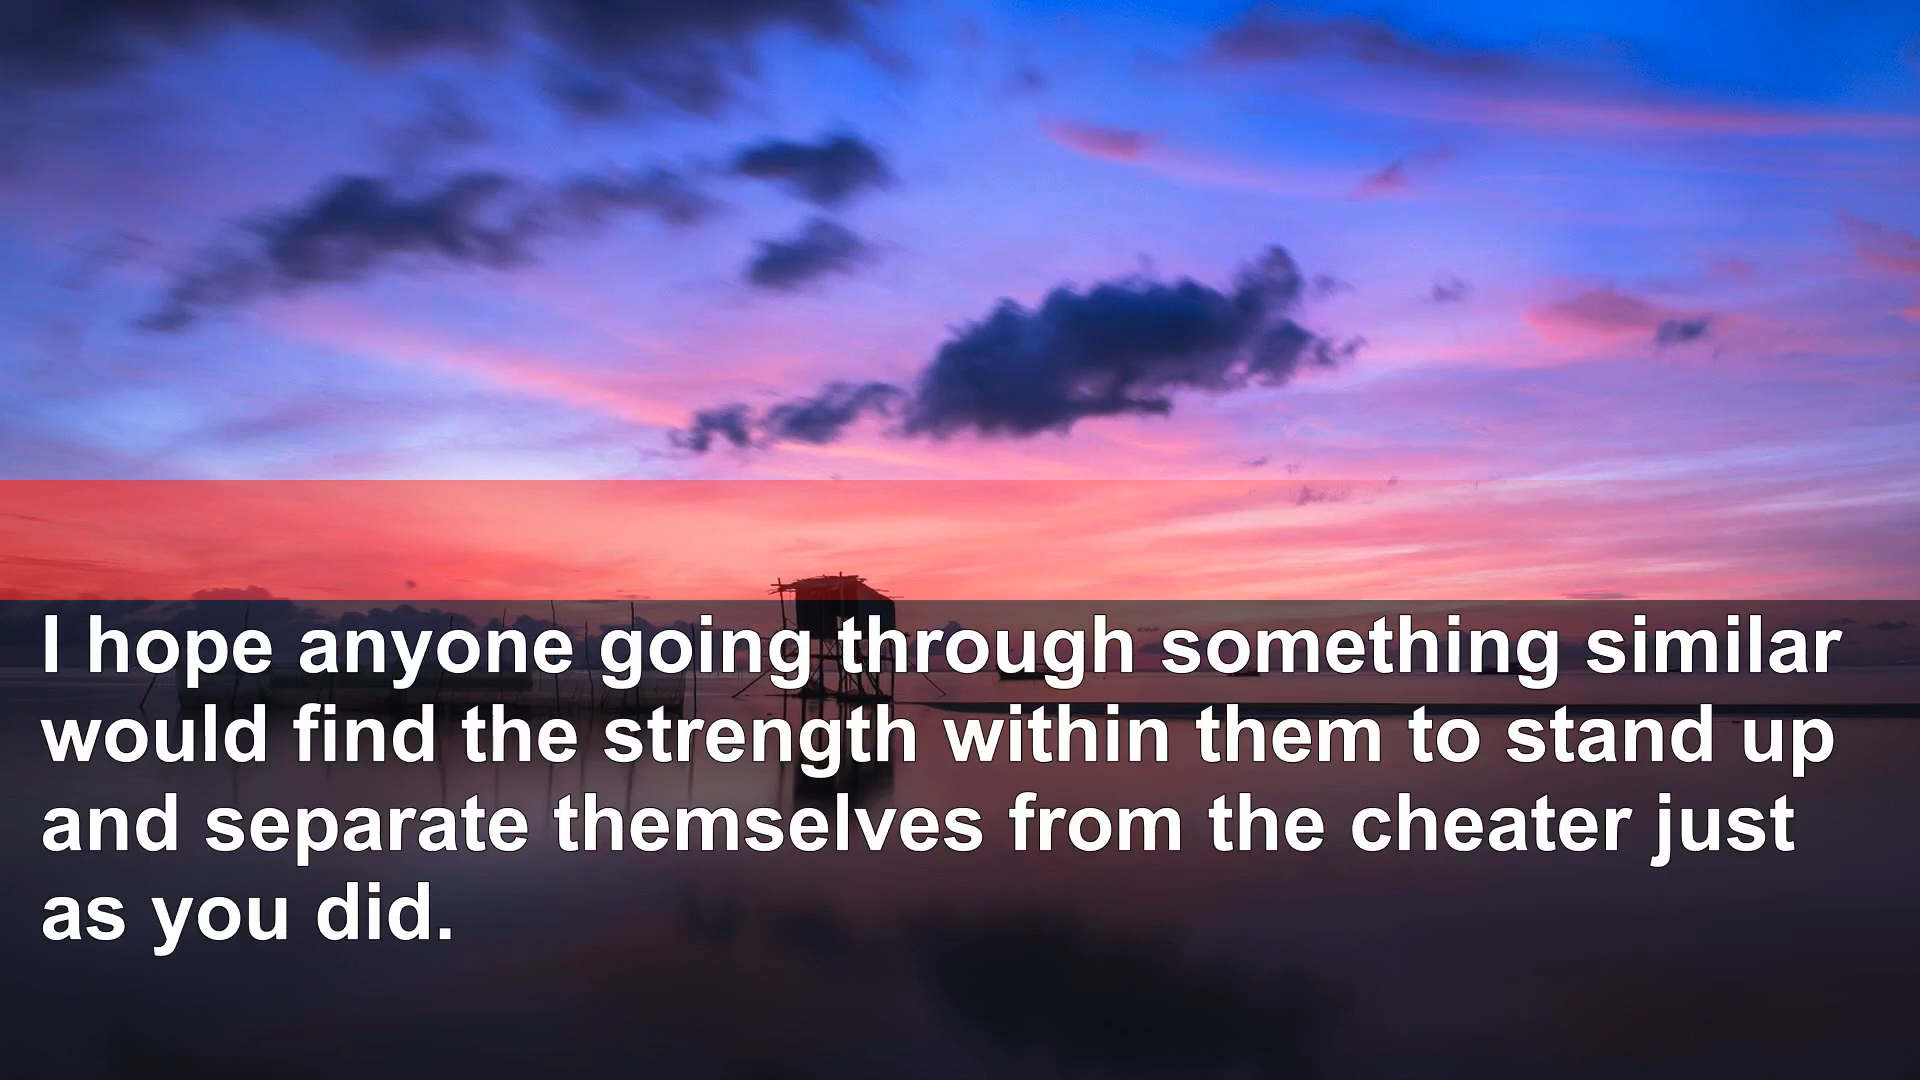 I hope anyone going through something similar
would find the strength within them to stand up
and separate themselves from the cheater just
as you did.